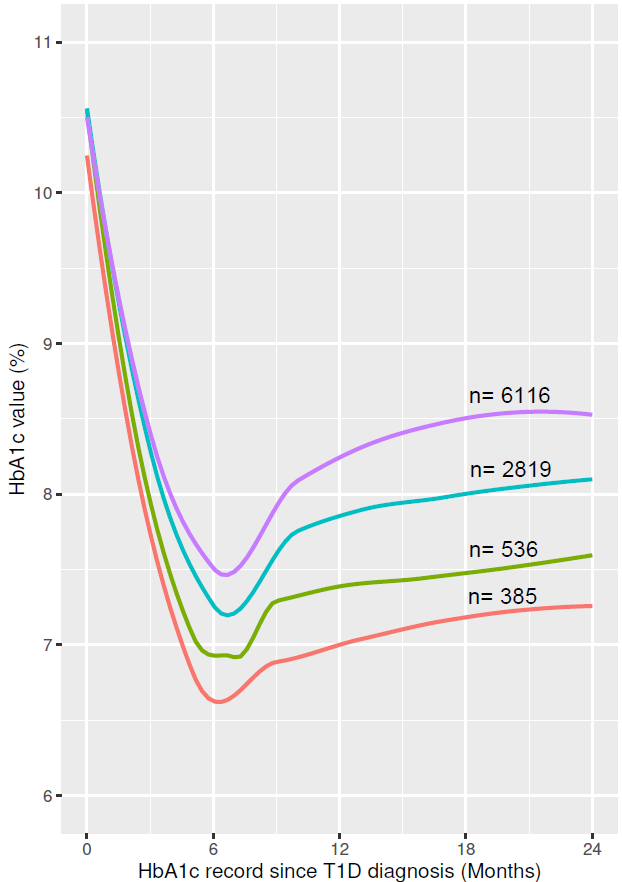 11
10
9
8
7
6
HbA1c value (%)
n= 6116
n= 2819
n= 536
n= 385
0 6 12 18 24
HbA1c record since T1D diagnosis (Months)